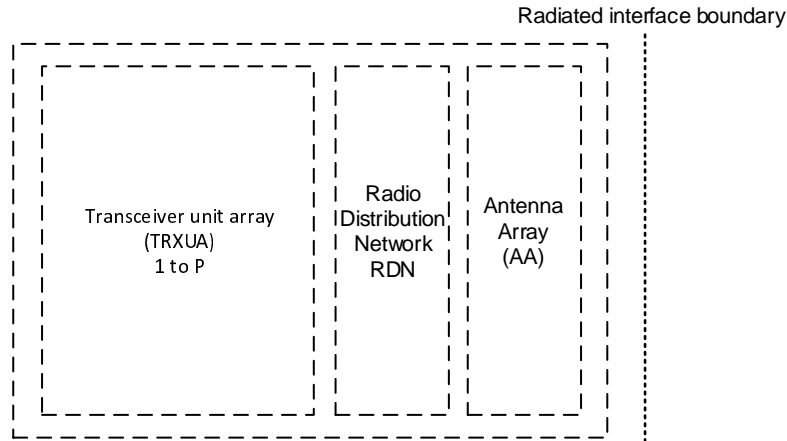 Radiated interface boundary
Transceiver unit array
(TRXUA)
1 to P
Radio
Distribution
Network
RDN
Antenna
Array
(AA)